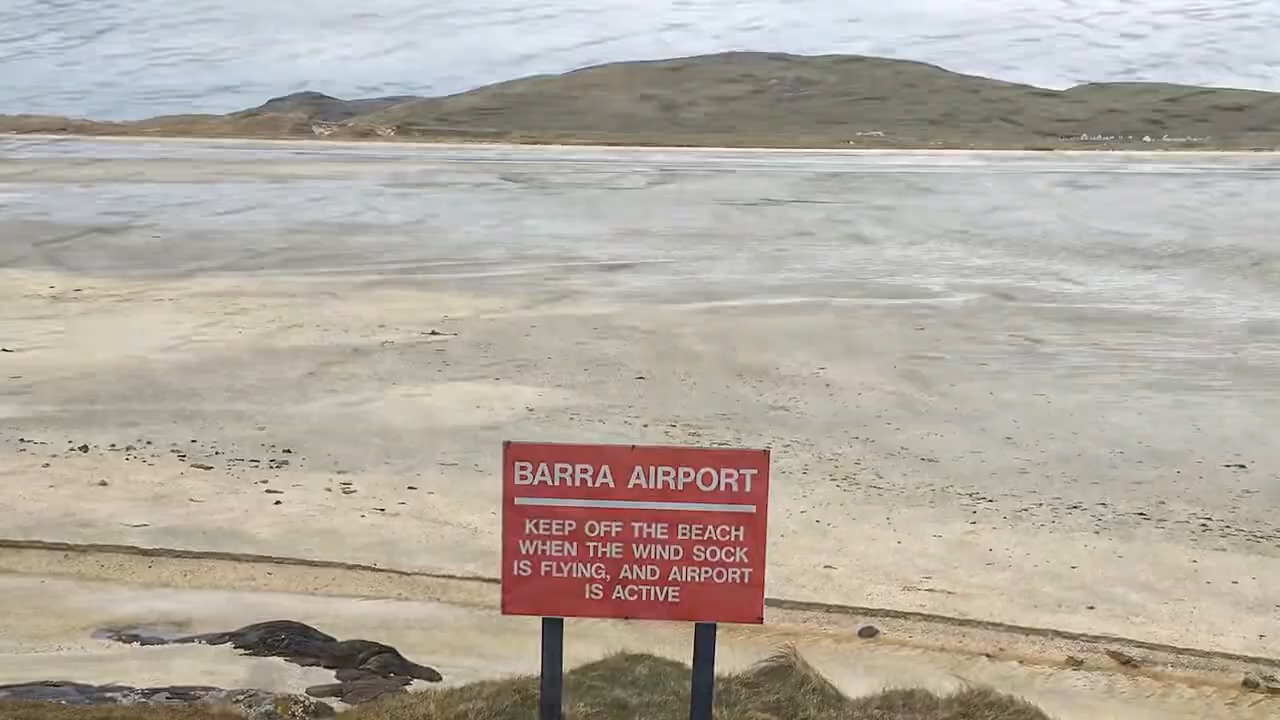 BARRA AIRPORT
KEEP OFF THE BEACH
WHEN THE WIND SOCK
IS FLYING, AND AIRPORT
IS ACTIVE